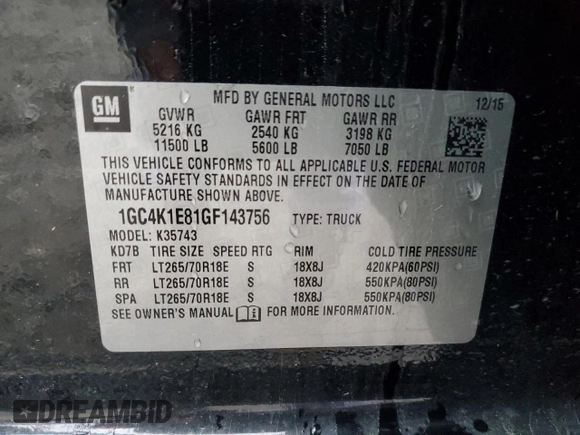 GM
MFD BY GENERAL MOTORS LLC 12/15
GVWR GAWR FRT GAWR RR
5216 KG 2540 KG 3198 KG
11500 LB 5600 LB 7050 LB
THIS VEHICLE CONFORMS TO ALL APPLICABLE U.S. FEDERAL MOTOR
VEHICLE SAFETY STANDARDS IN EFFECT ON THE DATE OF
MANUFACTURE SHOWN ABOVE.
1GC4K1E81GF143756 TYPE: TRUCK
MODEL: K35743
KD7B TIRE SIZE SPEED RTG RIM COLD TIRE PRESSURE
FRT LT265/70R18E S 18X8J 420KPA(60PSI)
RR LT265/70R18E S 18X8J 550KPA(80PSI)
SPA LT265/70R18E S 18X8J 550KPA(80PSI)
SEE OWNER'S MANUAL FOR MORE INFORMATION.
DREAMBID